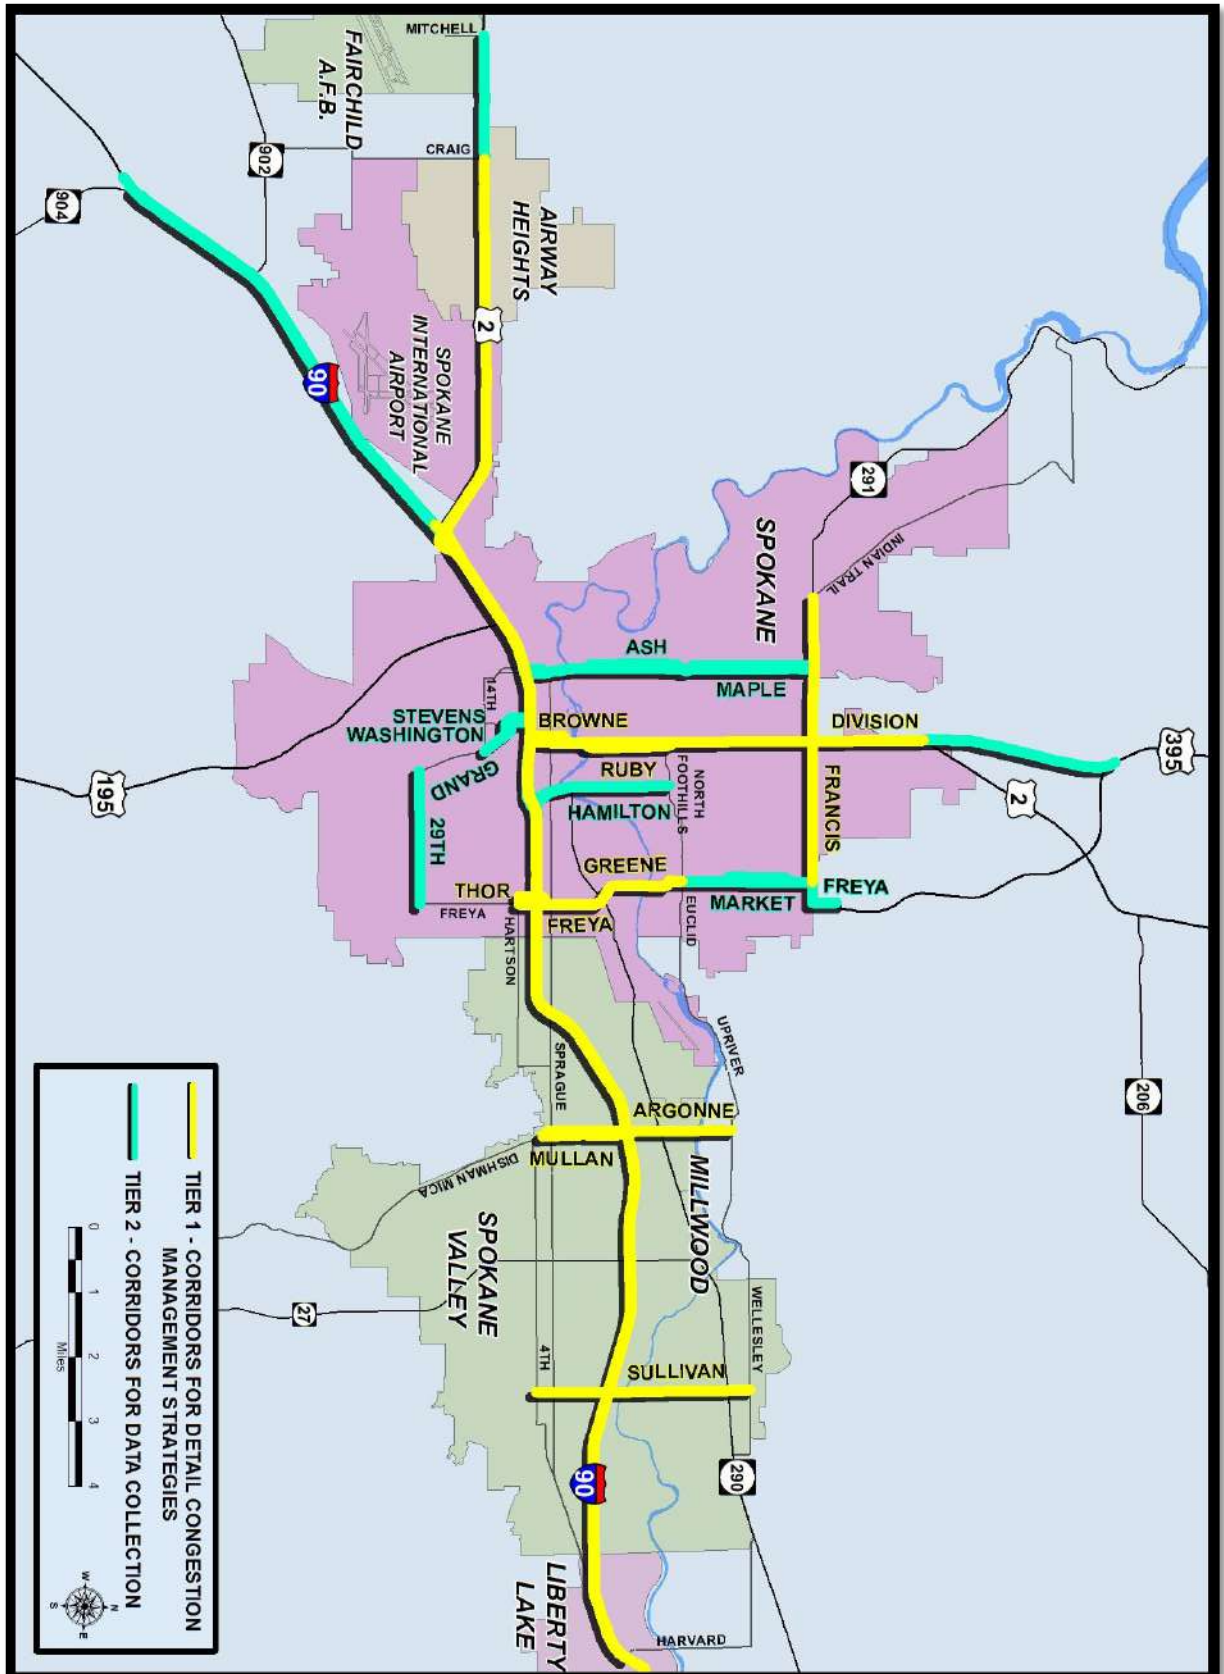 MITCHELL
FAIRCHILD
A.F.B.
902
904
CRAIG
AIRWAY
HEIGHTS
2
SPOKANE
INTERNATIONAL
AIRPORT
90
291
INDIAN TRAIL
SPOKANE
ASH
MAPLE
14TH
STEVENS
WASHINGTON
BROWNE
DIVISION
395
195
GRAND
RUBY
NORTH
FOOTHILLS
HAMILTON
FRANCIS
2
29TH
GREENE
THOR
FREYA
FREYA
MARKET
FREYA
HARTSON
EUCLID
UPRIVER
SPRAGUE
206
ARGONNE
MULLAN
DISHMAN MICA
MILLWOOD
SPOKANE
VALLEY
27
WELLESLEY
4TH
SULLIVAN
290
90
LIBERTY
LAKE
HARVARD
TIER 1 - CORRIDORS FOR DETAIL CONGESTION
MANAGEMENT STRATEGIES
TIER 2 - CORRIDORS FOR DATA COLLECTION
0 1 2 3 4
Miles
N
W
E
S